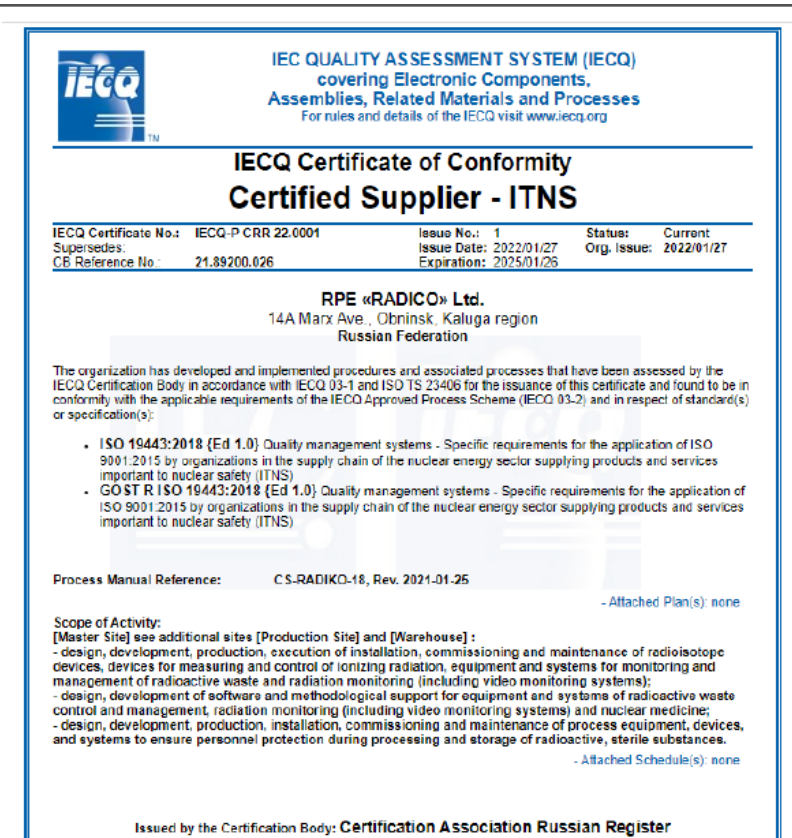 IECQ
TM
IEC QUALITY ASSESSMENT SYSTEM (IECQ)
covering Electronic Components,
Assemblies, Related Materials and Processes
For rules and details of the IECQ visit www.iecq.org
IECQ Certificate of Conformity
Certified Supplier - ITNS
IECQ Certificate No.: IECQ-P CRR 22.0001 Issue No.: 1 Status: Current
Supersedes: Issue Date: 2022/01/27 Org. Issue: 2022/01/27
CB Reference No.: 21.89200.026 Expiration: 2025/01/26
RPE «RADICO» Ltd.
14A Marx Ave., Obninsk, Kaluga region
Russian Federation
The organization has developed and implemented procedures and associated processes that have been assessed by the
IECQ Certification Body in accordance with IECQ 03-1 and ISO TS 23406 for the issuance of this certificate and found to be in
conformity with the applicable requirements of the IECQ Approved Process Scheme (IECQ 03-2) and in respect of standard(s)
or specification(s):
• ISO 19443:2018 {Ed 1.0} Quality management systems - Specific requirements for the application of ISO
9001:2015 by organizations in the supply chain of the nuclear energy sector supplying products and services
important to nuclear safety (ITNS)
• GOST R ISO 19443:2018 {Ed 1.0} Quality management systems - Specific requirements for the application of
ISO 9001:2015 by organizations in the supply chain of the nuclear energy sector supplying products and services
important to nuclear safety (ITNS)
Process Manual Reference: CS-RADIKO-18, Rev. 2021-01-25
- Attached Plan(s): none
Scope of Activity:
[Master Site] see additional sites [Production Site] and [Warehouse] :
- design, development, production, execution of installation, commissioning and maintenance of radioisotope
devices, devices for measuring and control of ionizing radiation, equipment and systems for monitoring and
management of radioactive waste and radiation monitoring (including video monitoring systems);
- design, development of software and methodological support for equipment and systems of radioactive waste
control and management, radiation monitoring (including video monitoring systems) and nuclear medicine;
- design, development, production, installation, commissioning and maintenance of process equipment, devices,
and systems to ensure personnel protection during processing and storage of radioactive, sterile substances.
- Attached Schedule(s): none
Issued by the Certification Body: Certification Association Russian Register